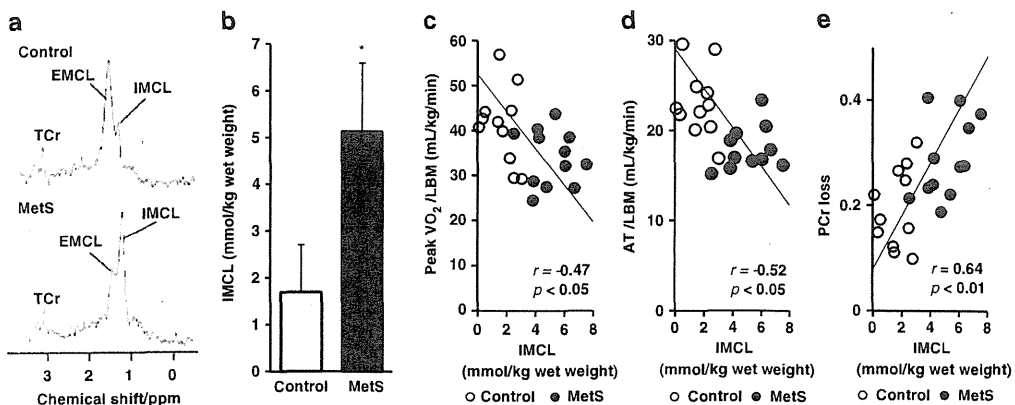 a
Control
EMCL
IMCL
TCr
MetS
EMCL
IMCL
TCr
3 2 1 0
Chemical shift/ppm
b
IMCL (mmol/kg wet weight)
7
6
5
4
3
2
1
0
*
Control MetS
c
Peak VO2/LBM (mL/kg/min)
60
50
40
30
20
10
0
r = -0.47
p < 0.05
0 2 4 6 8
IMCL
(mmol/kg wet weight)
Control MetS
d
AT/LBM (mL/kg/min)
30
20
10
0
r = -0.52
p < 0.05
0 2 4 6 8
IMCL
(mmol/kg wet weight)
Control MetS
e
PCr loss
0.4
0.2
0
r = 0.64
p < 0.01
0 2 4 6 8
IMCL
(mmol/kg wet weight)
Control MetS